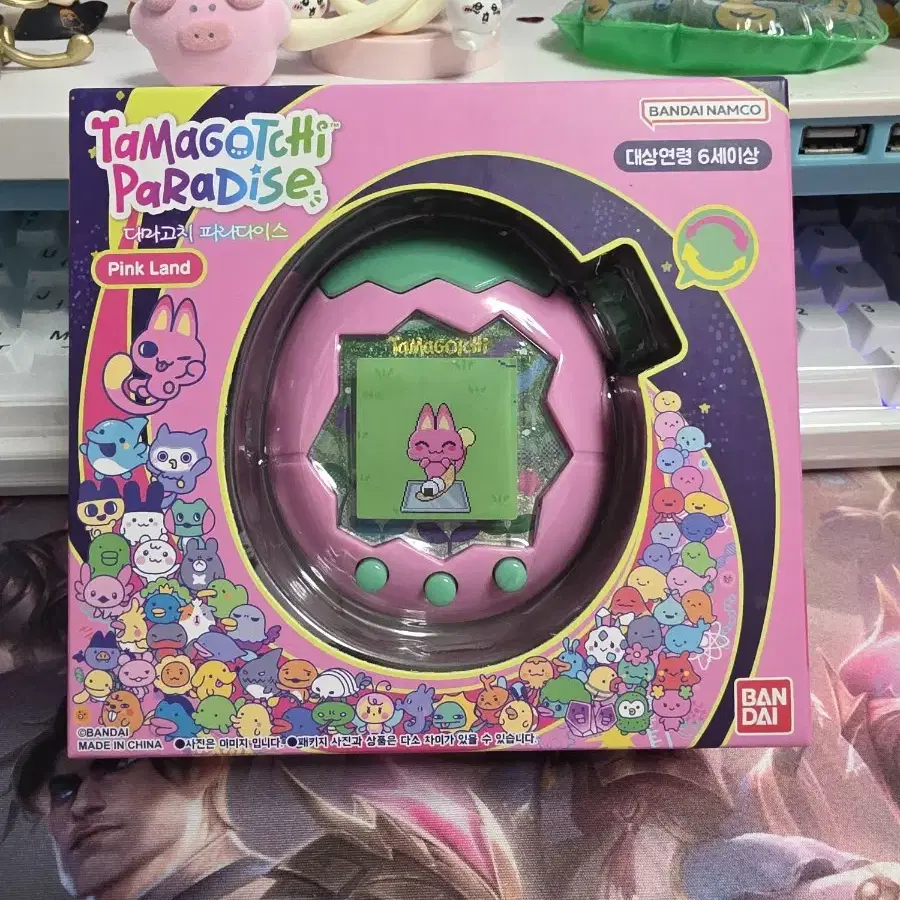 TaMaGOTCHi™
PaRaDiSe
다마고치 파라다이스
Pink Land
BANDAI NAMCO
대상연령 6세이상
TaMaGOTCHi
BAN
DAI
©BANDAI
MADE IN CHINA ●사진은 이미지 입니다. ●패키지 사진과 상품은 다소 차이가 있을 수 있습니다.